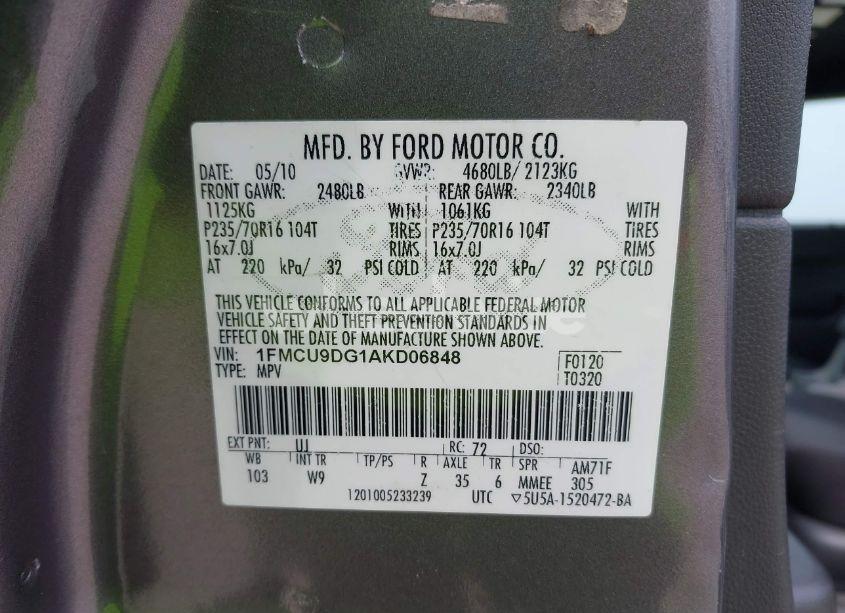 MFD. BY FORD MOTOR CO.
DATE: 05/10 GVWR: 4680LB/ 2123KG
FRONT GAWR: 2480LB REAR GAWR: 2340LB
1125KG WITH 1061KG WITH
P235/70R16 104T TIRES P235/70R16 104T TIRES
16x7.0J RIMS 16x7.0J RIMS
AT 220 kPa/ 32 PSI COLD AT 220 kPa/ 32 PSI COLD
THIS VEHICLE CONFORMS TO ALL APPLICABLE FEDERAL MOTOR
VEHICLE SAFETY AND THEFT PREVENTION STANDARDS IN
EFFECT ON THE DATE OF MANUFACTURE SHOWN ABOVE.
VIN: 1FMCU9DG1AKD06848 F0120
TYPE: MPV T0320
EXT PNT: UJ RC: 72 DSO:
WB INT TR TP/PS R AXLE TR SPR AM71F
103 W9 Z 35 6 MMEE 305
1201005233239 UTC ▽5U5A-1520472-BA